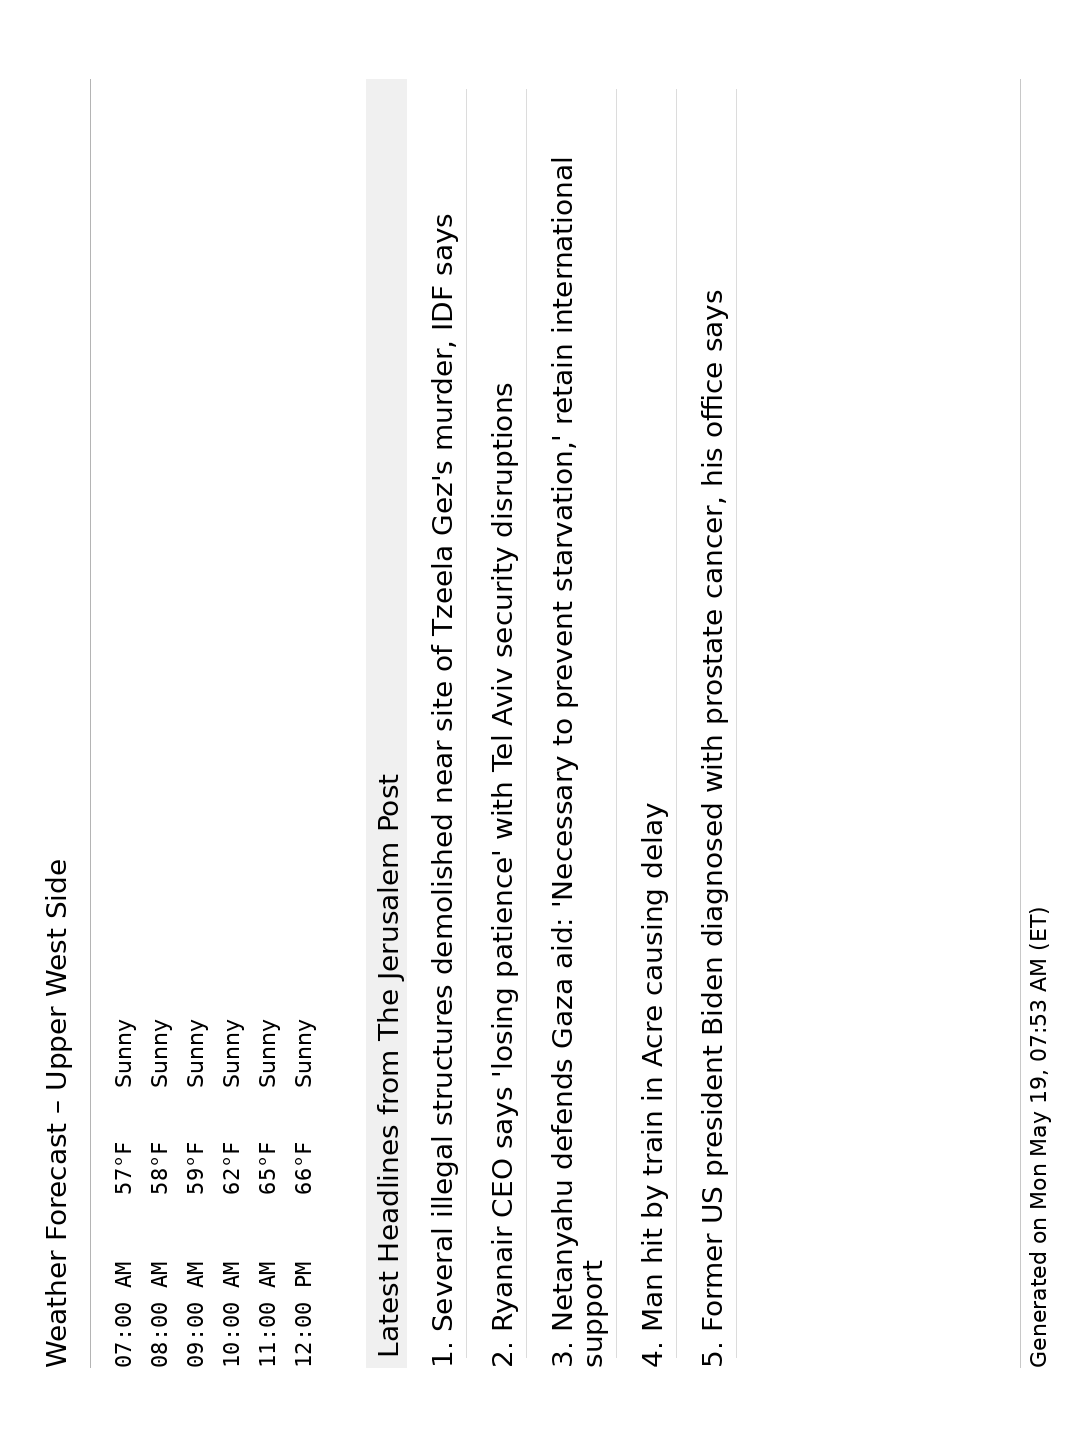 Weather Forecast – Upper West Side
07:00 AM 57°F Sunny
08:00 AM 58°F Sunny
09:00 AM 59°F Sunny
10:00 AM 62°F Sunny
11:00 AM 65°F Sunny
12:00 PM 66°F Sunny
Latest Headlines from The Jerusalem Post
1. Several illegal structures demolished near site of Tzeela Gez's murder, IDF says
2. Ryanair CEO says 'losing patience' with Tel Aviv security disruptions
3. Netanyahu defends Gaza aid: 'Necessary to prevent starvation,' retain international
support
4. Man hit by train in Acre causing delay
5. Former US president Biden diagnosed with prostate cancer, his office says
Generated on Mon May 19, 07:53 AM (ET)